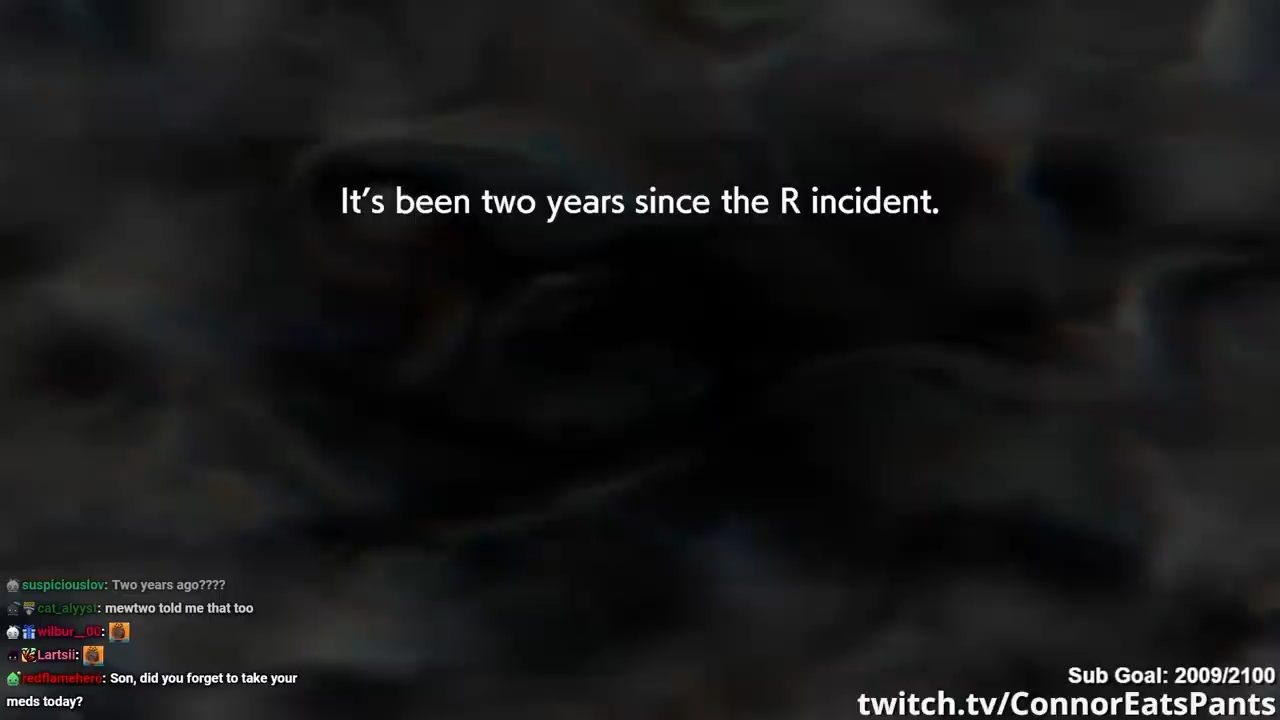 It's been two years since the R incident.
suspiciouslov: Two years ago????
cat_alyyst: mewtwo told me that too
wilbur__00:
Lartsii:
redflamehero: Son, did you forget to take your
meds today?
Sub Goal: 2009/2100
twitch.tv/ConnorEatsPants